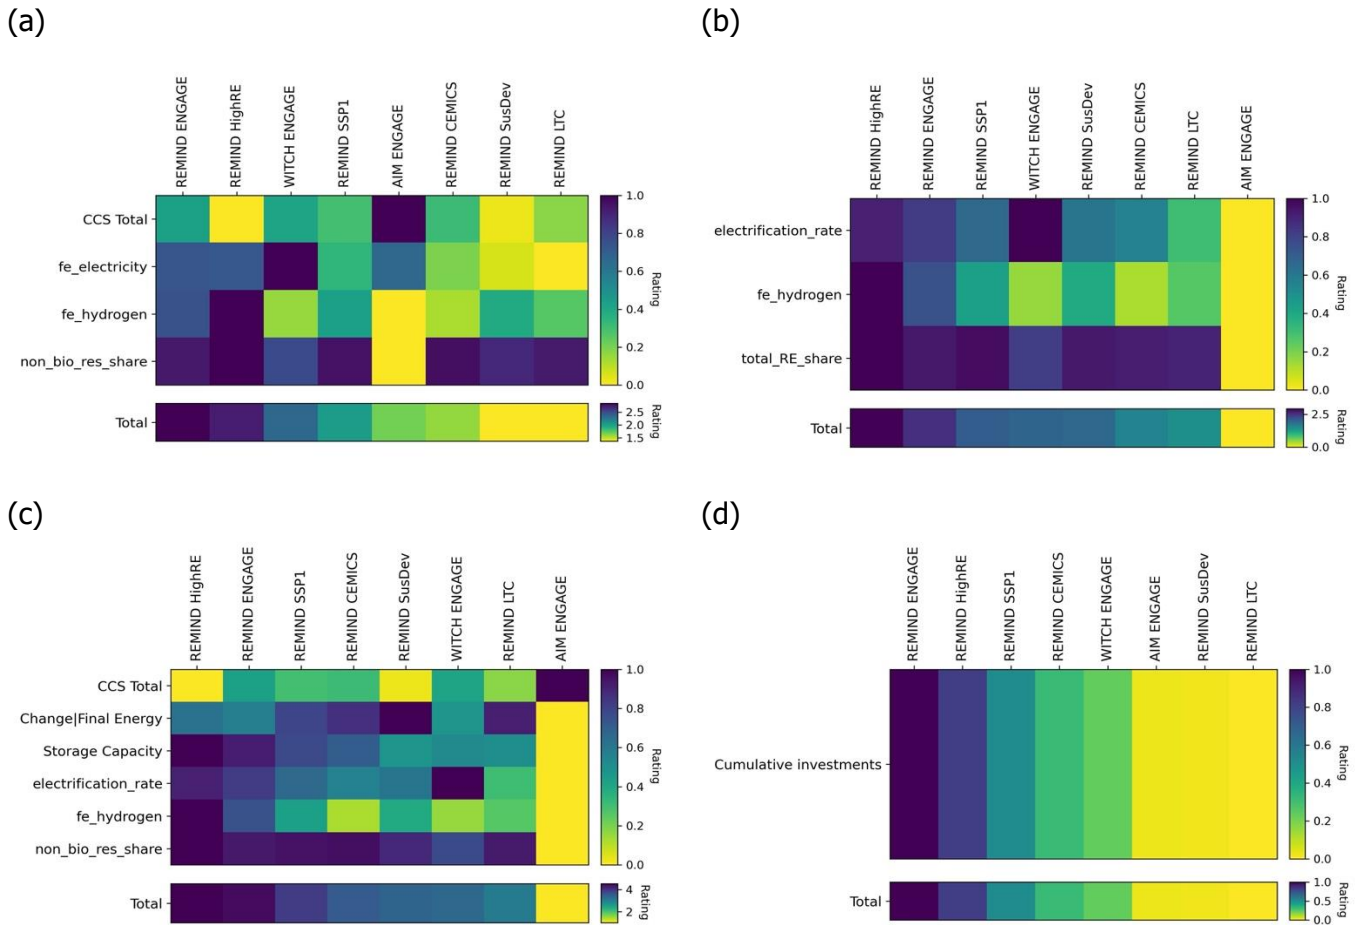 (a)
REMIND ENGAGE
REMIND HighRE
WITCH ENGAGE
REMIND SSP1
AIM ENGAGE
REMIND CEMICS
REMIND SusDev
REMIND LTC
CCS Total
fe_electricity
fe_hydrogen
non_bio_res_share
1.0
0.8
0.6
0.4
0.2
0.0
Rating
Total
2.5
2.0
1.5
Rating
(b)
REMIND HighRE
REMIND ENGAGE
REMIND SSP1
WITCH ENGAGE
REMIND SusDev
REMIND CEMICS
REMIND LTC
AIM ENGAGE
electrification_rate
fe_hydrogen
total_RE_share
1.0
0.8
0.6
0.4
0.2
0.0
Rating
Total
2.5
0.0
Rating
(c)
REMIND HighRE
REMIND ENGAGE
REMIND SSP1
REMIND CEMICS
REMIND SusDev
WITCH ENGAGE
REMIND LTC
AIM ENGAGE
CCS Total
Change|Final Energy
Storage Capacity
electrification_rate
fe_hydrogen
non_bio_res_share
1.0
0.8
0.6
0.4
0.2
0.0
Rating
Total
4
2
Rating
(d)
REMIND ENGAGE
REMIND HighRE
REMIND SSP1
REMIND CEMICS
WITCH ENGAGE
AIM ENGAGE
REMIND SusDev
REMIND LTC
Cumulative investments
1.0
0.8
0.6
0.4
0.2
0.0
Rating
Total
1.0
0.5
0.0
Rating